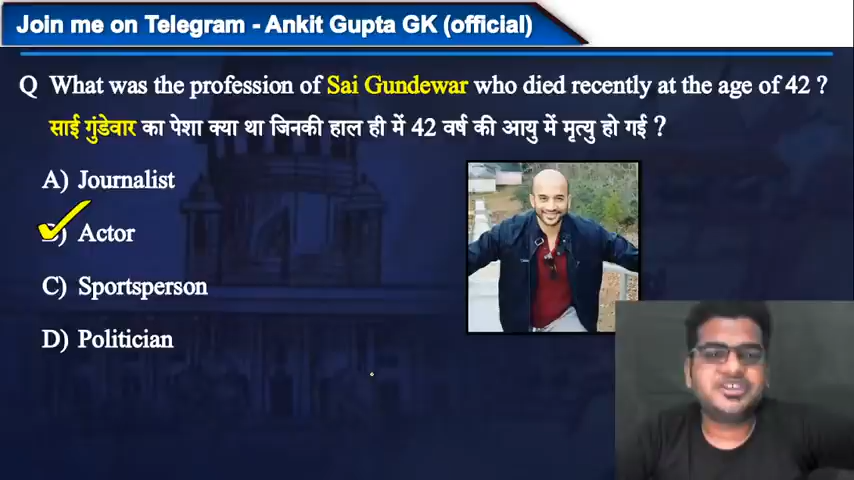 Join me on Telegram - Ankit Gupta GK (official)
Q What was the profession of Sai Gundewar who died recently at the age of 42 ?
साई गुंडेवार का पेशा क्या था जिनकी हाल ही में 42 वर्ष की आयु में मृत्यु हो गई ?
A) Journalist
B) Actor
C) Sportsperson
D) Politician